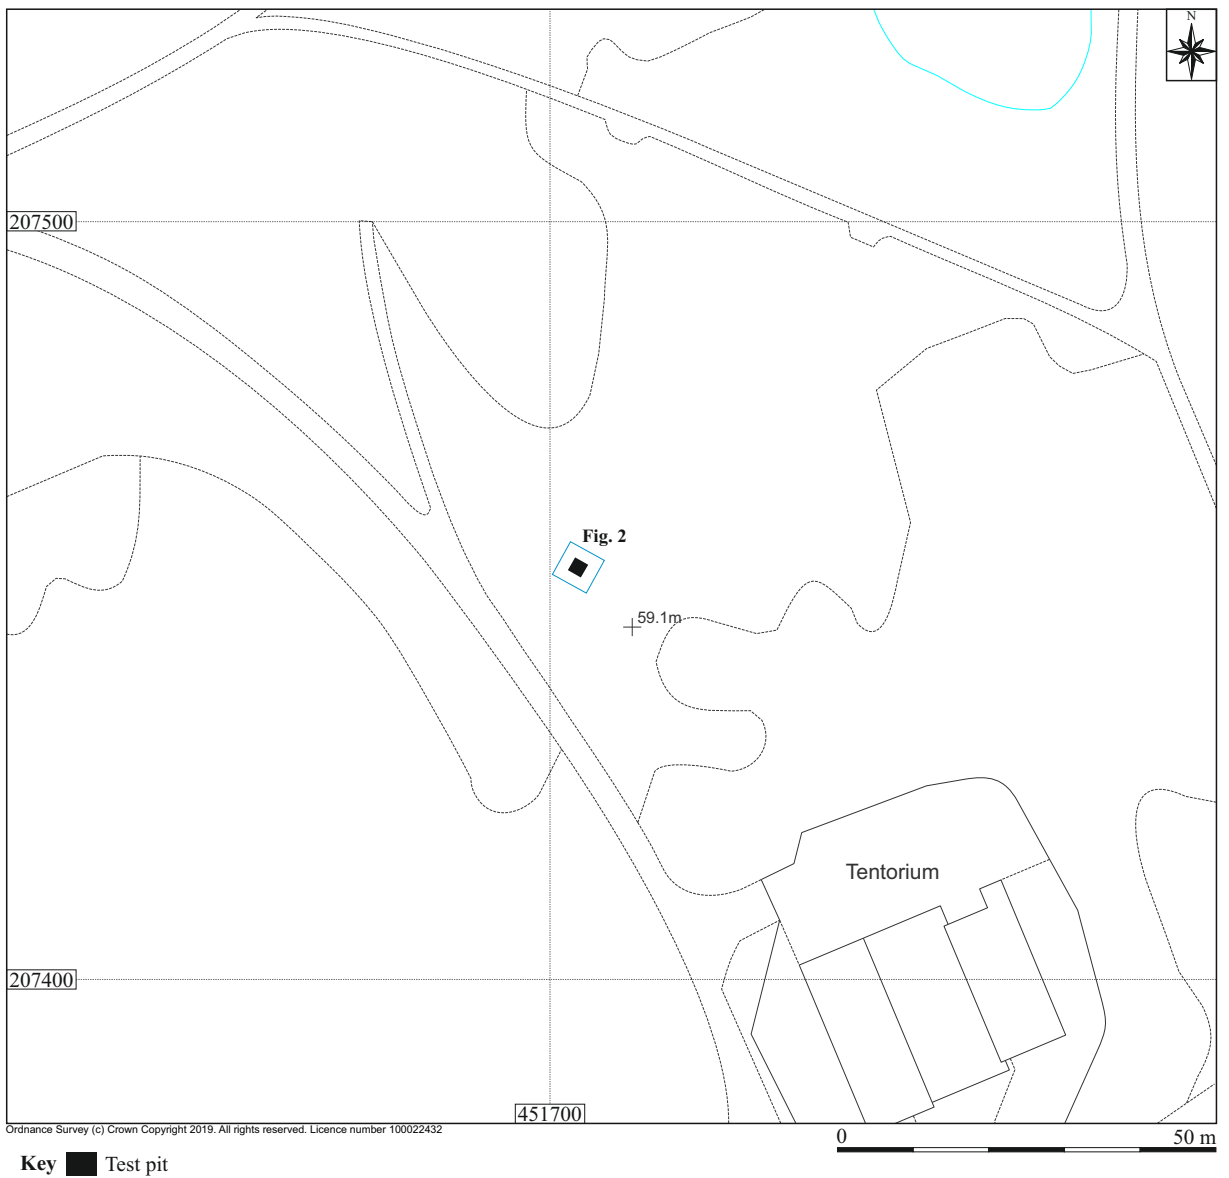 N
207500
Fig. 2
59.1m
Tentorium
207400
451700
Ordnance Survey (c) Crown Copyright 2019. All rights reserved. Licence number 100022432
0 50 m
Key Test pit